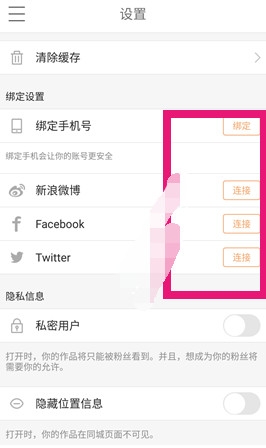 设置
清除缓存
绑定设置
绑定手机号 绑定
绑定手机会让你的账号更安全
新浪微博 连接
Facebook 连接
Twitter 连接
隐私信息
私密用户
打开时，你的作品将只能被粉丝看到。并且，想成为你的粉丝将
需要你的允许。
隐藏位置信息
打开时，你的作品在同城页面不可见。